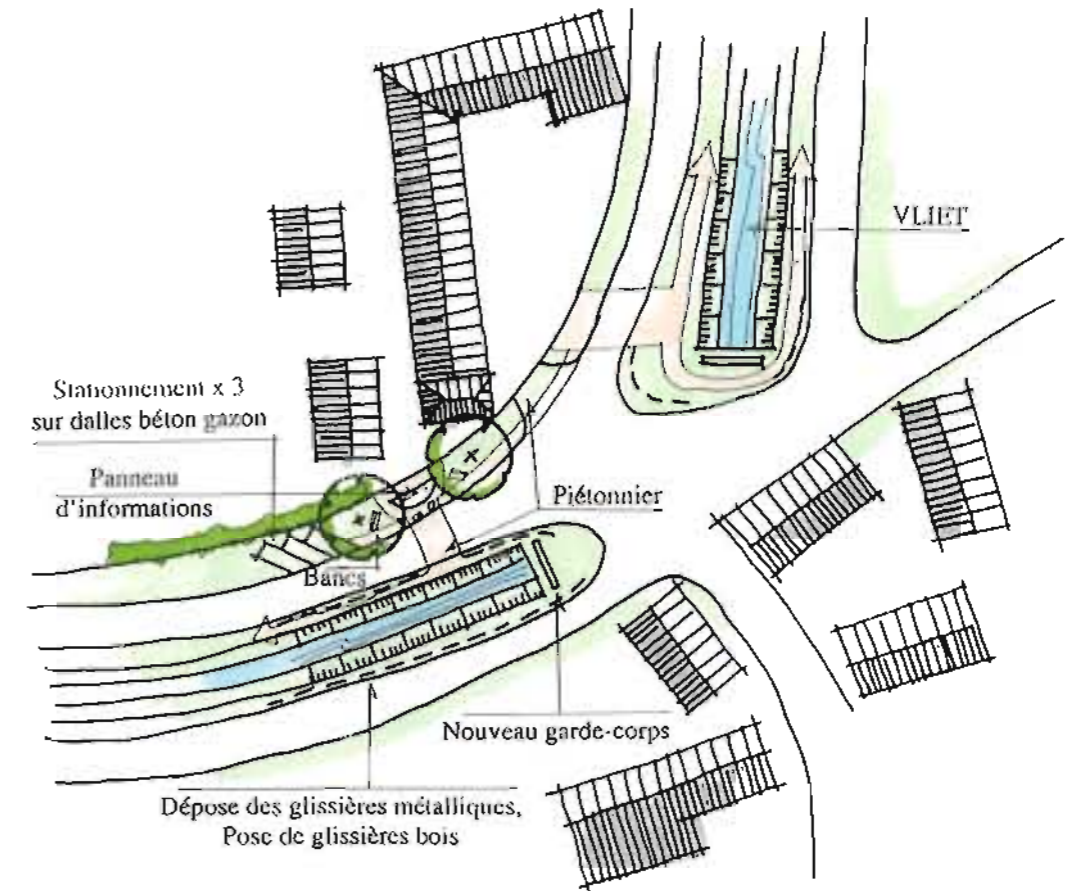 VLIET
Stationnement x 3
sur dalles béton gazon
Panneau
d'informations
Piétonnier
Bancs
Nouveau garde-corps
Dépose des glissières métalliques,
Pose de glissières bois